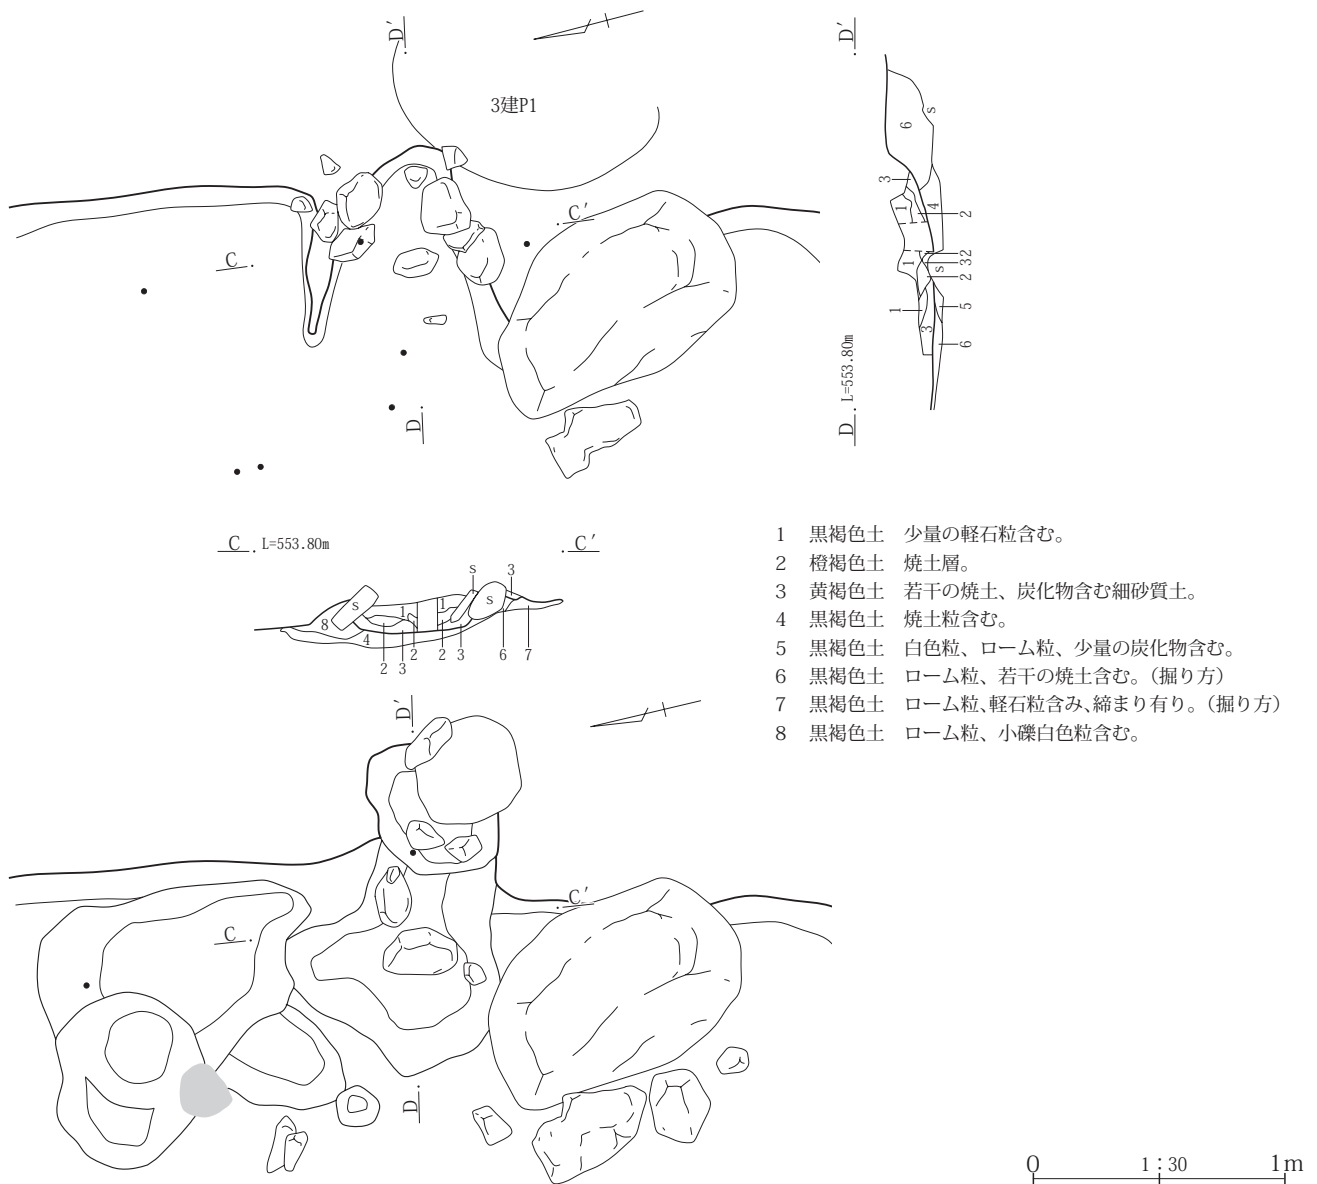 D′
3建P1
C′
C
D
D′
6
s
3
1
4
2
32
1
s
2
1
5
3
6
L=553.80m
D
C L=553.80m C′
s 3
s 1 1 s
8 4
2 3 2 2 3 6 7
1 黒褐色土 少量の軽石粒含む。
2 橙褐色土 焼土層。
3 黄褐色土 若干の焼土、炭化物含む細砂質土。
4 黒褐色土 焼土粒含む。
5 黒褐色土 白色粒、ローム粒、少量の炭化物含む。
6 黒褐色土 ローム粒、若干の焼土含む。（掘り方）
7 黒褐色土 ローム粒、軽石粒含み、締まり有り。（掘り方）
8 黒褐色土 ローム粒、小礫白色粒含む。
D′
C′
C
D
0 1：30 1m